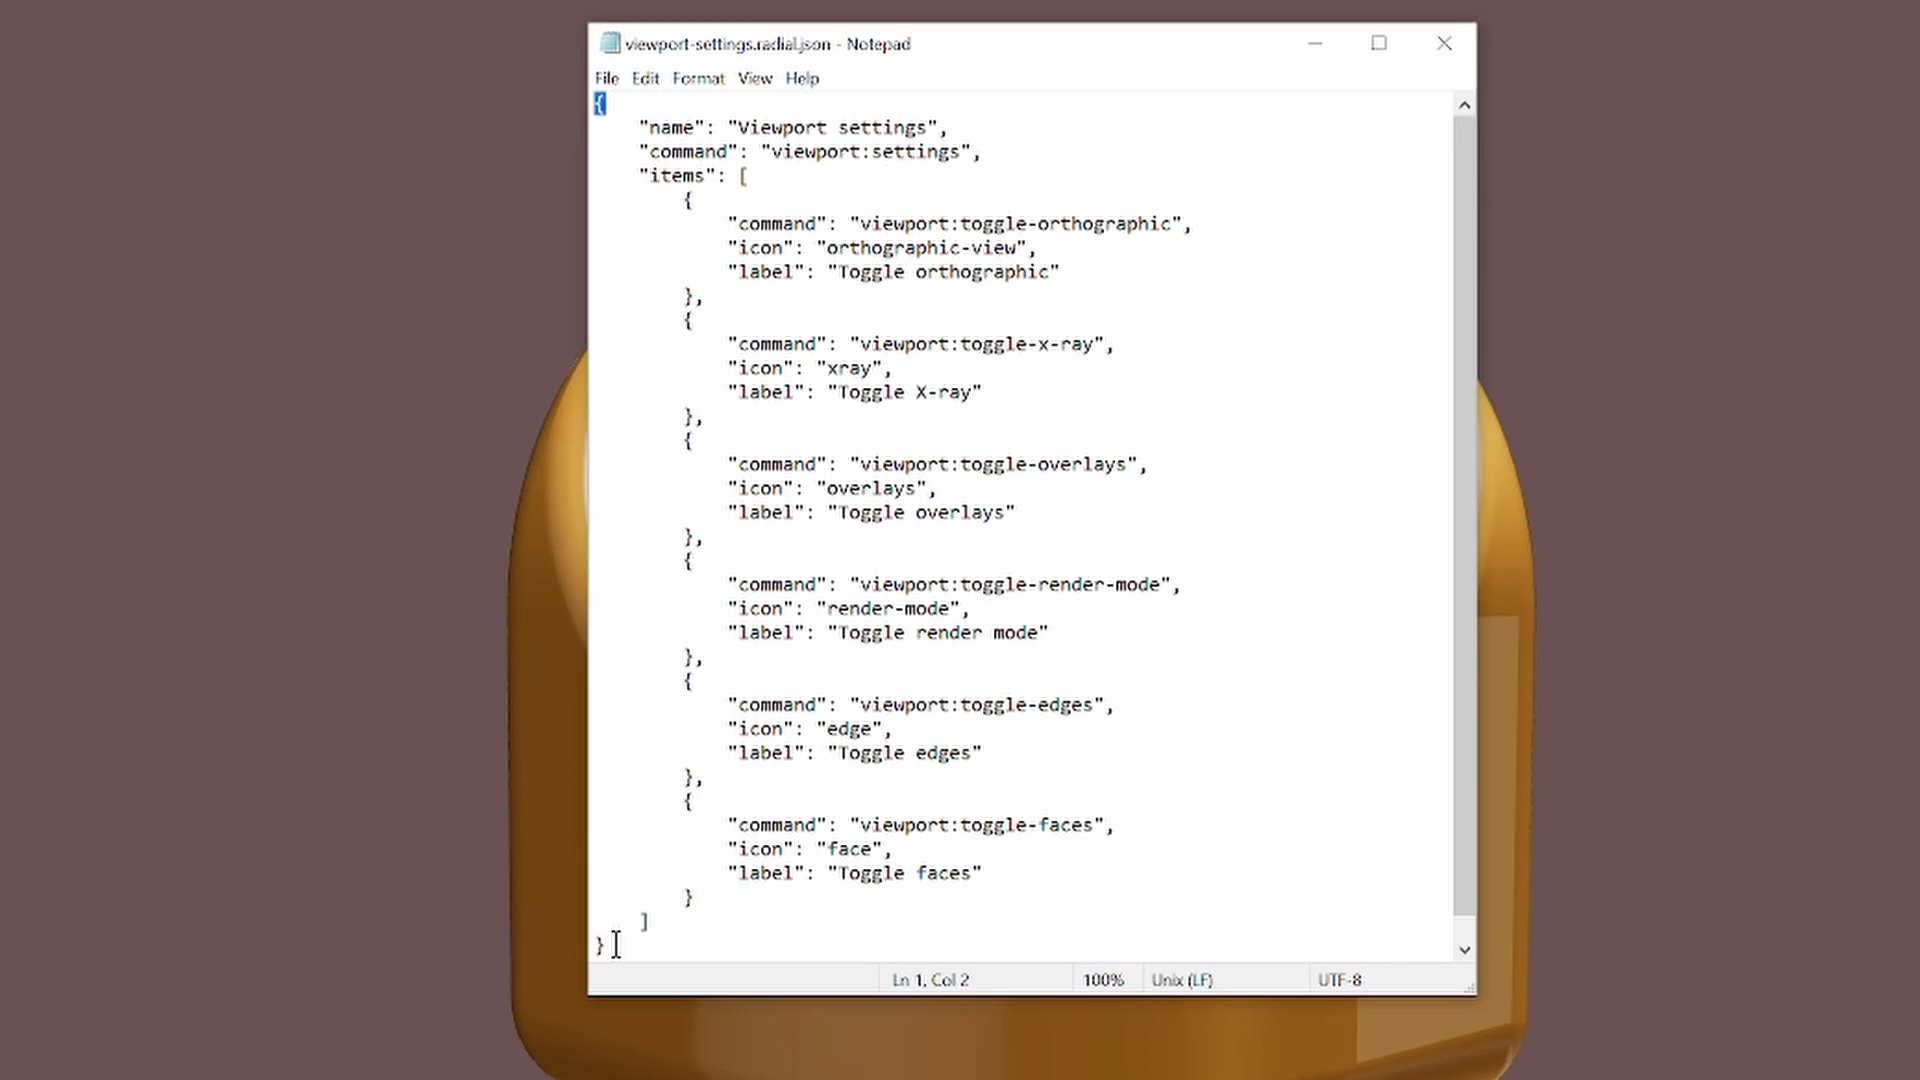 viewport-settings.radial.json - Notepad
File Edit Format View Help
{
"name": "Viewport settings",
"command": "viewport:settings",
"items": [
{
"command": "viewport:toggle-orthographic",
"icon": "orthographic-view",
"label": "Toggle orthographic"
},
{
"command": "viewport:toggle-x-ray",
"icon": "xray",
"label": "Toggle X-ray"
},
{
"command": "viewport:toggle-overlays",
"icon": "overlays",
"label": "Toggle overlays"
},
{
"command": "viewport:toggle-render-mode",
"icon": "render-mode",
"label": "Toggle render mode"
},
{
"command": "viewport:toggle-edges",
"icon": "edge",
"label": "Toggle edges"
},
{
"command": "viewport:toggle-faces",
"icon": "face",
"label": "Toggle faces"
}
]
}
Ln 1, Col 2 100% Unix (LF) UTF-8